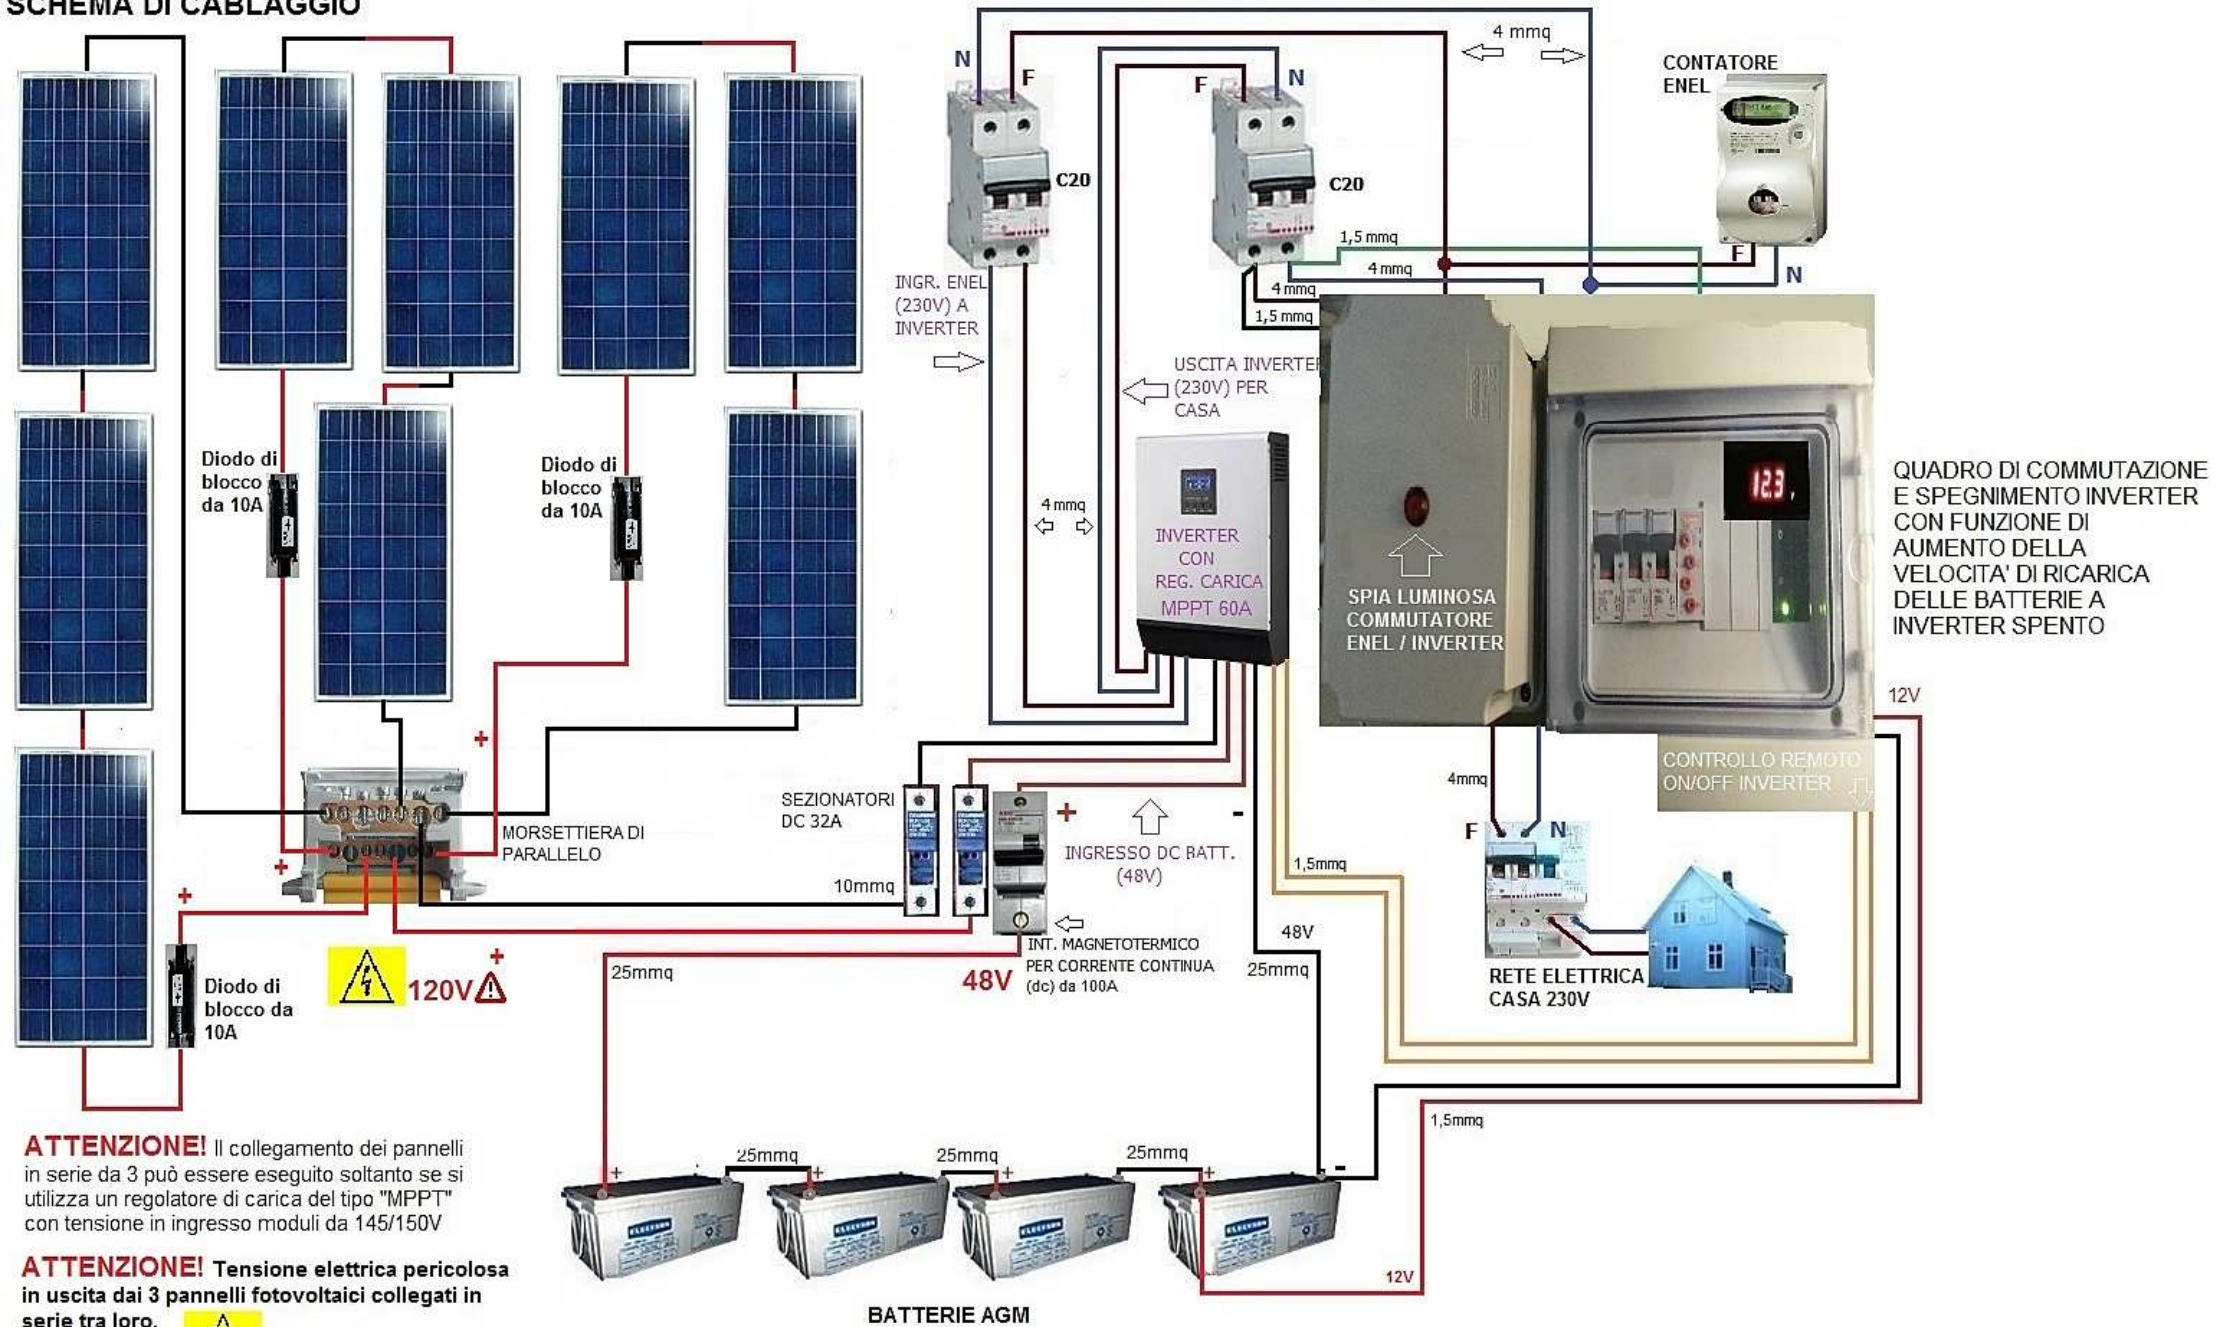 SCHEMA DI CABLAGGIO
N
F
C20
F
N
C20
4 mmq
CONTATORE
ENEL
F
N
1,5 mmq
4 mmq
4 mmq
1,5 mmq
INGR. ENEL
(230V) A
INVERTER
USCITA INVERTER
(230V) PER
CASA
4 mmq
INVERTER
CON
REG. CARICA
MPPT 60A
SPIA LUMINOSA
COMMUTATORE
ENEL / INVERTER
12.3
QUADRO DI COMMUTAZIONE
E SPEGNIMENTO INVERTER
CON FUNZIONE DI
AUMENTO DELLA
VELOCITA' DI RICARICA
DELLE BATTERIE A
INVERTER SPENTO
12V
CONTROLLO REMOTO
ON/OFF INVERTER
Diodo di
blocco
da 10A
Diodo di
blocco
da 10A
+
+
+
+
MORSETTIERA DI
PARALLELO
SEZIONATORI
DC 32A
10mmq
+
-
INGRESSO DC BATT.
(48V)
1,5mmq
4mmq
F
N
RETE ELETTRICA
CASA 230V
INT. MAGNETOTERMICO
PER CORRENTE CONTINUA
(dc) da 100A
48V
48V
25mmq
25mmq
120V
Diodo di
blocco da
10A
1,5mmq
25mmq
25mmq
25mmq
+
+
+
+
-
12V
BATTERIE AGM
ATTENZIONE! Il collegamento dei pannelli
in serie da 3 può essere eseguito soltanto se si
utilizza un regolatore di carica del tipo "MPPT"
con tensione in ingresso moduli da 145/150V
ATTENZIONE! Tensione elettrica pericolosa
in uscita dai 3 pannelli fotovoltaici collegati in
serie tra loro.